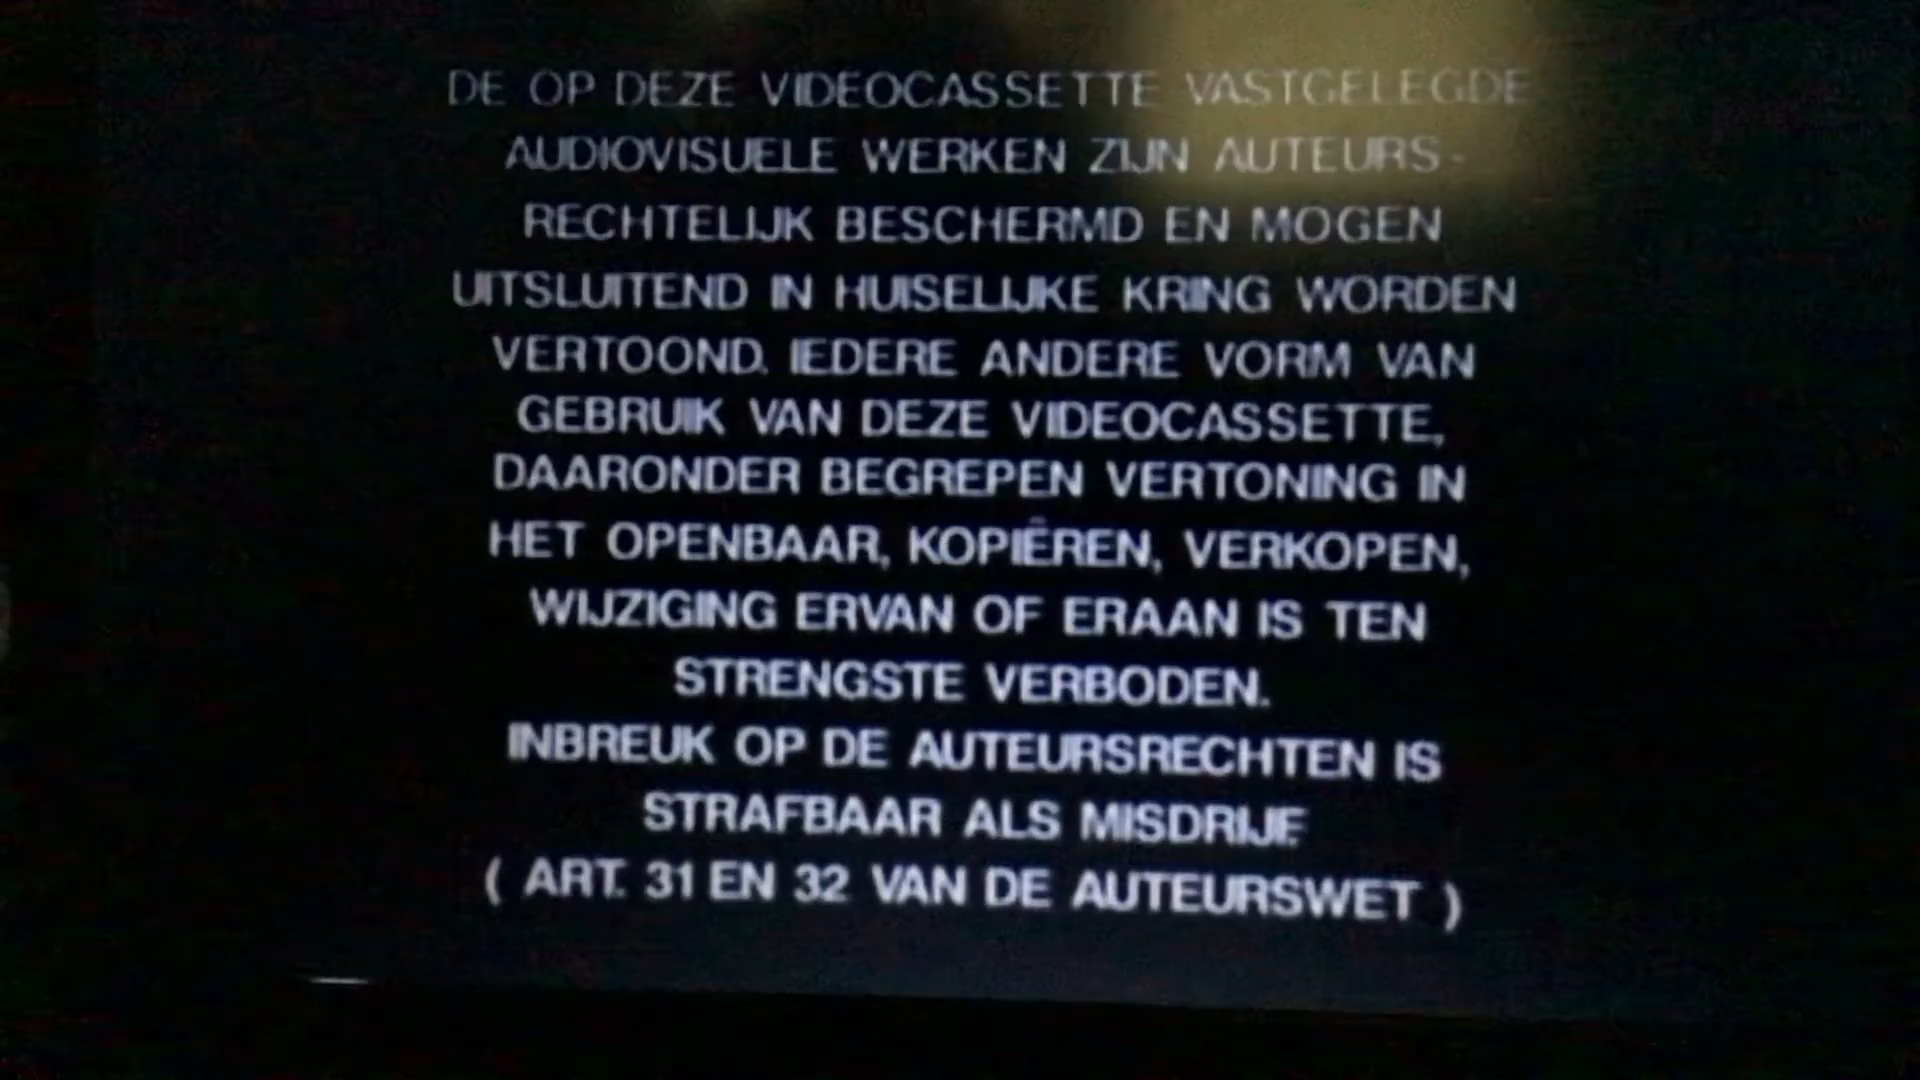 DE OP DEZE VIDEOCASSETTE VASTGELEGDE
AUDIOVISUELE WERKEN ZIJN AUTEURS-
RECHTELIJK BESCHERMD EN MOGEN
UITSLUITEND IN HUISELIJKE KRING WORDEN
VERTOOND. IEDERE ANDERE VORM VAN
GEBRUIK VAN DEZE VIDEOCASSETTE,
DAARONDER BEGREPEN VERTONING IN
HET OPENBAAR, KOPIËREN, VERKOPEN,
WIJZIGING ERVAN OF ERAAN IS TEN
STRENGSTE VERBODEN.
INBREUK OP DE AUTEURSRECHTEN IS
STRAFBAAR ALS MISDRIJF.
( ART. 31 EN 32 VAN DE AUTEURSWET )